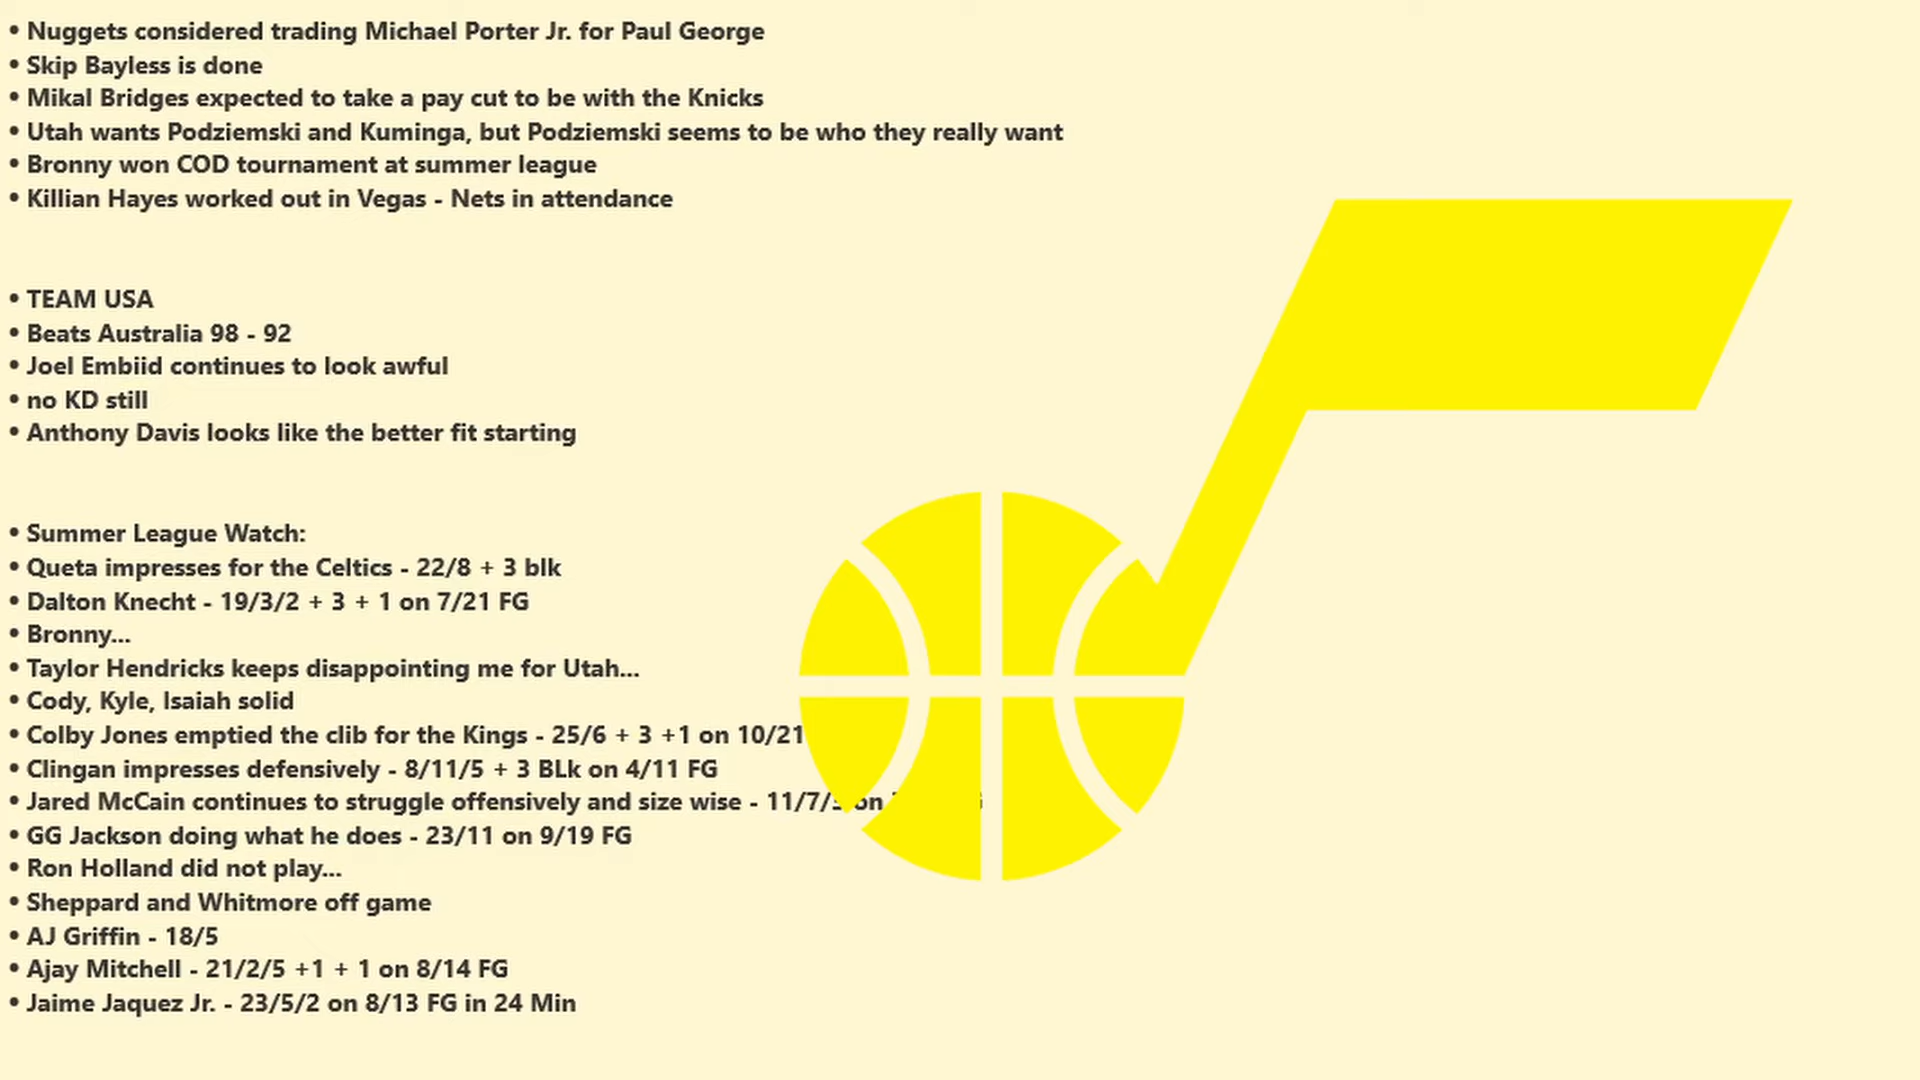 • Nuggets considered trading Michael Porter Jr. for Paul George
• Skip Bayless is done
• Mikal Bridges expected to take a pay cut to be with the Knicks
• Utah wants Podziemski and Kuminga, but Podziemski seems to be who they really want
• Bronny won COD tournament at summer league
• Killian Hayes worked out in Vegas - Nets in attendance
• TEAM USA
• Beats Australia 98 - 92
• Joel Embiid continues to look awful
• no KD still
• Anthony Davis looks like the better fit starting
• Summer League Watch:
• Queta impresses for the Celtics - 22/8 + 3 blk
• Dalton Knecht - 19/3/2 + 3 + 1 on 7/21 FG
• Bronny...
• Taylor Hendricks keeps disappointing me for Utah...
• Cody, Kyle, Isaiah solid
• Colby Jones emptied the clib for the Kings - 25/6 + 3 +1 on 10/21
• Clingan impresses defensively - 8/11/5 + 3 BLk on 4/11 FG
• Jared McCain continues to struggle offensively and size wise - on
• GG Jackson doing what he does - 23/11 on 9/19 FG
• Ron Holland did not play...
• Sheppard and Whitmore off game
• AJ Griffin - 18/5
• Ajay Mitchell - 21/2/5 +1 + 1 on 8/14 FG
• Jaime Jaquez Jr. - 23/5/2 on 8/13 FG in 24 Min